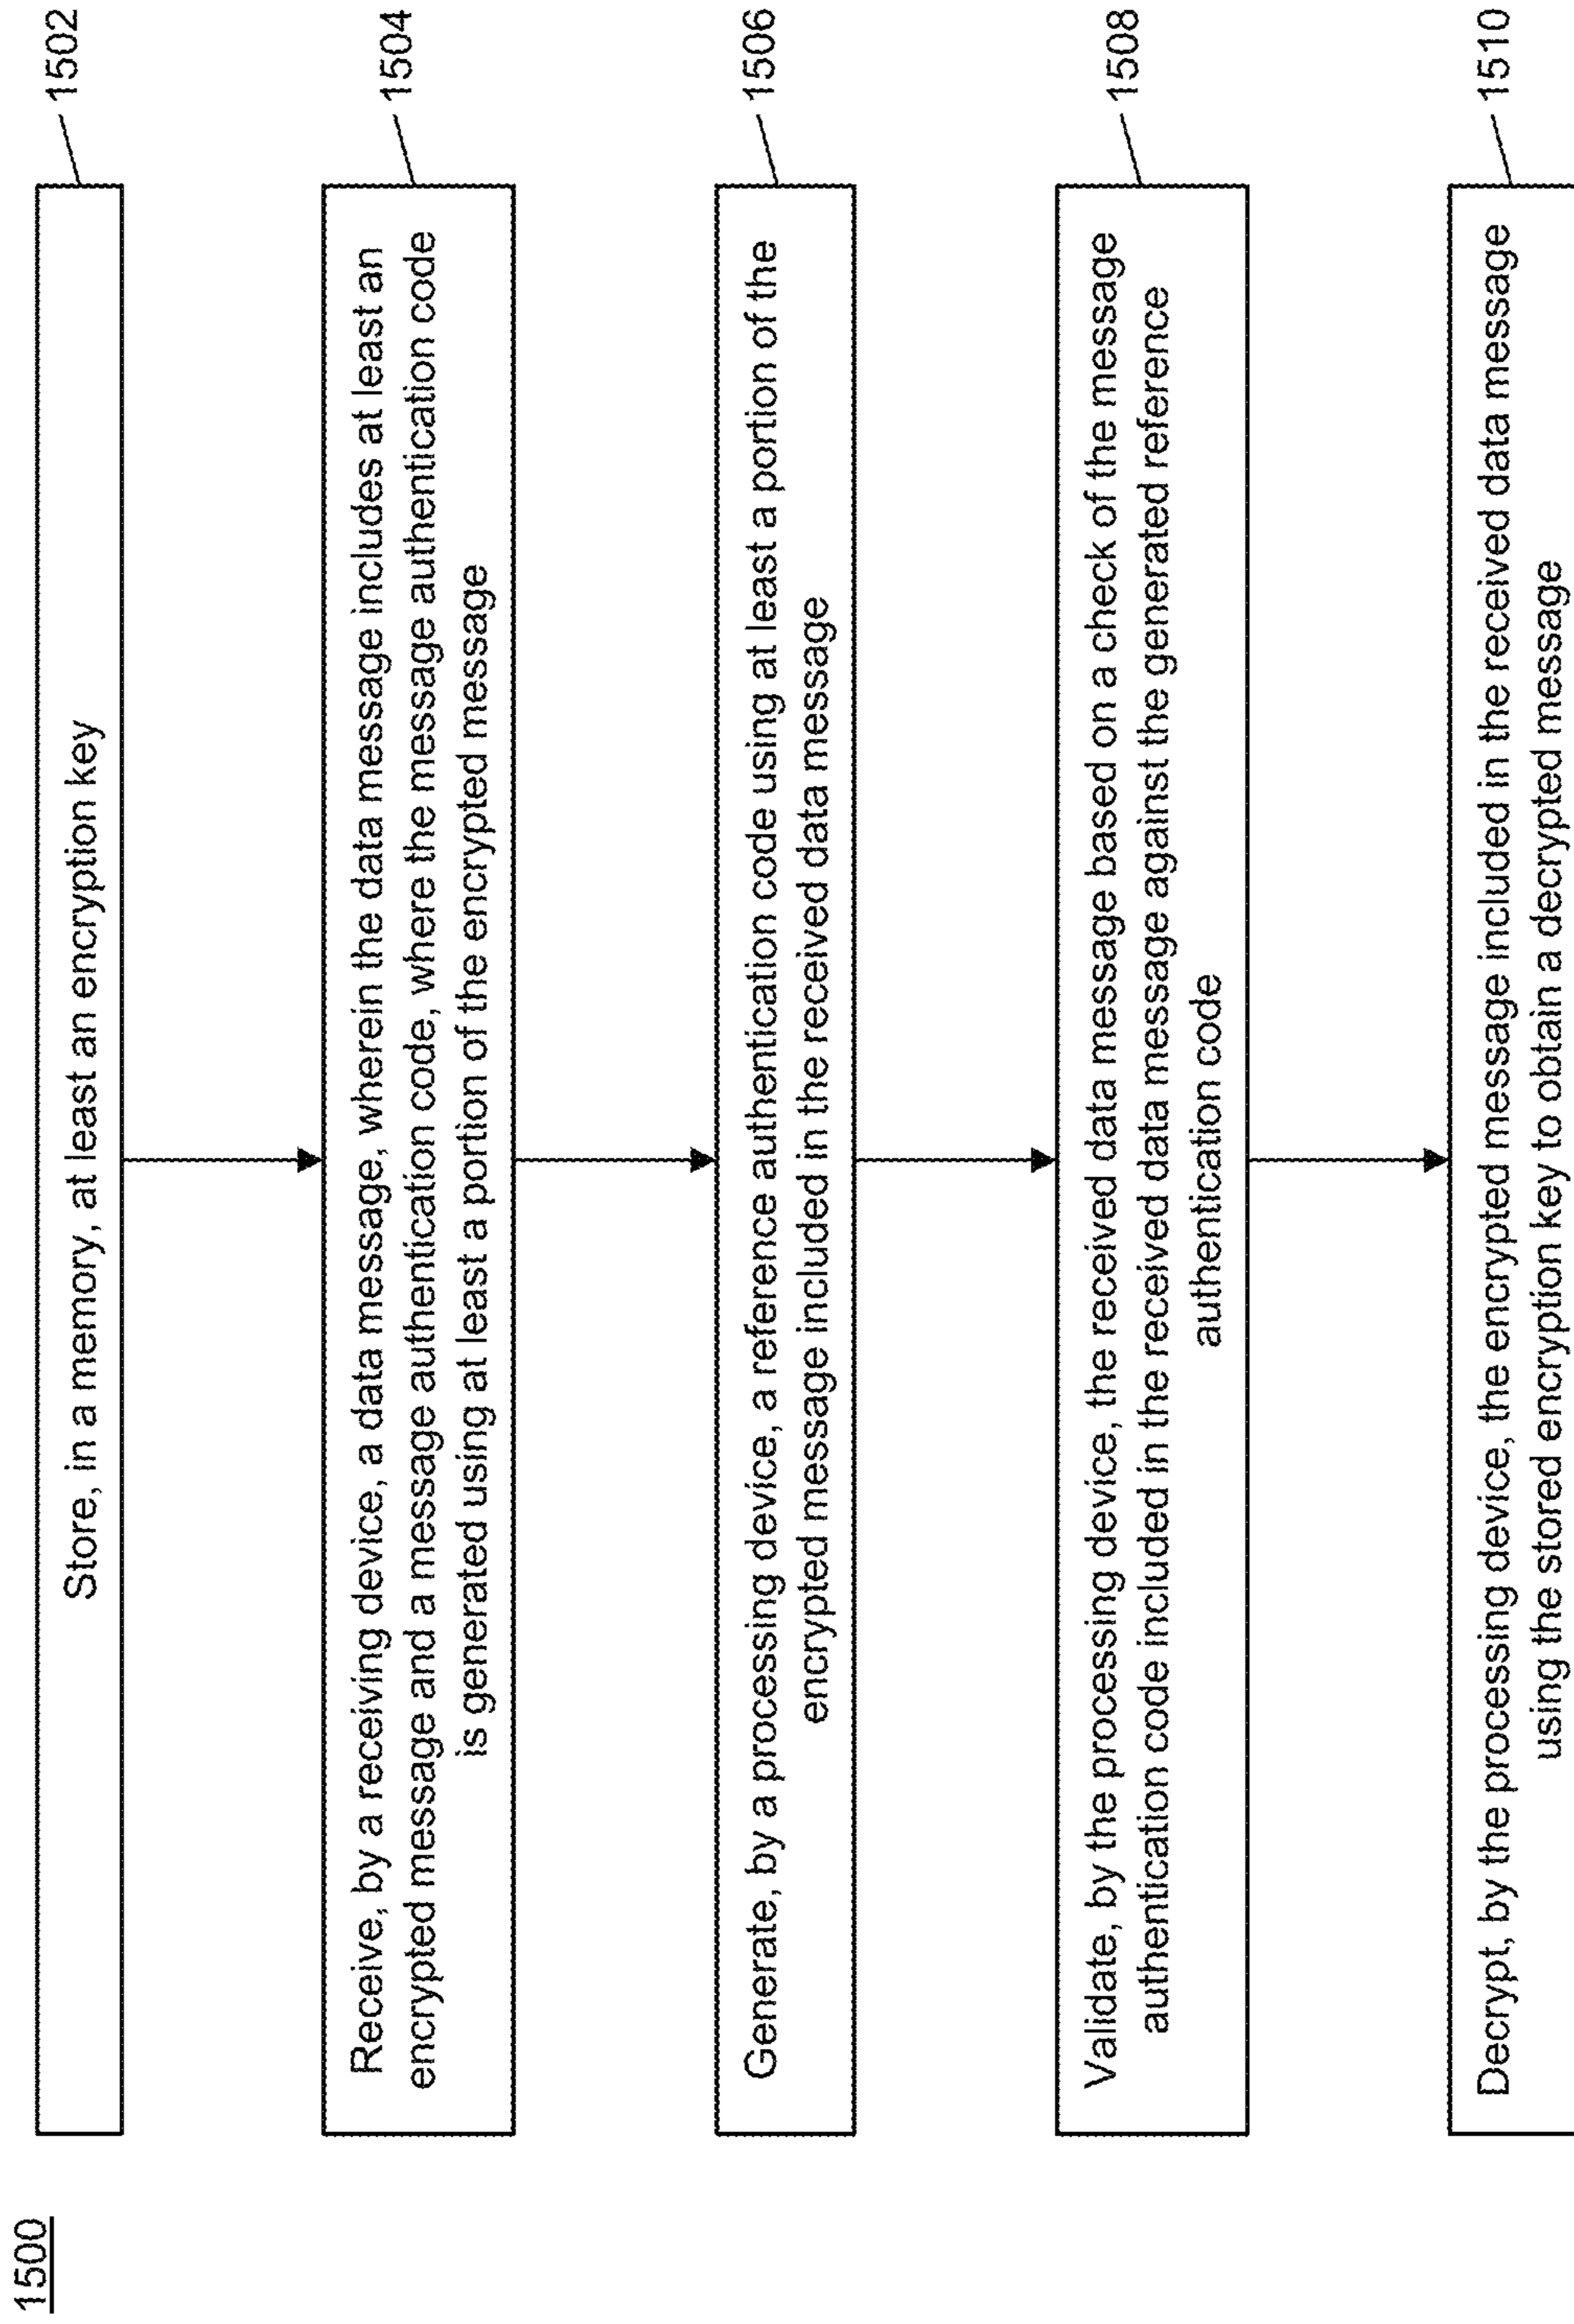 1500
Store, in a memory, at least an encryption key
1502
Receive, by a receiving device, a data message, wherein the data message includes at least an
encrypted message and a message authentication code, where the message authentication code
is generated using at least a portion of the encrypted message
1504
Generate, by a processing device, a reference authentication code using at least a portion of the
encrypted message included in the received data message
1506
Validate, by the processing device, the received data message based on a check of the message
authentication code included in the received data message against the generated reference
authentication code
1508
Decrypt, by the processing device, the encrypted message included in the received data message
using the stored encryption key to obtain a decrypted message
1510